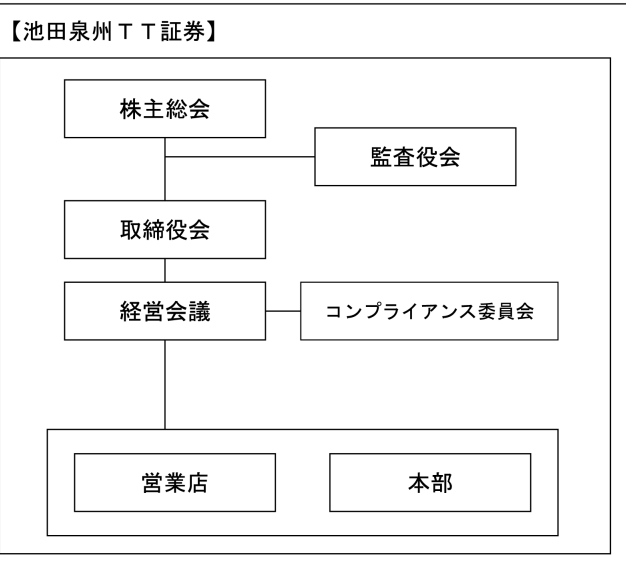 【池田泉州ＴＴ証券】
株主総会
監査役会
取締役会
経営会議
コンプライアンス委員会
営業店
本部